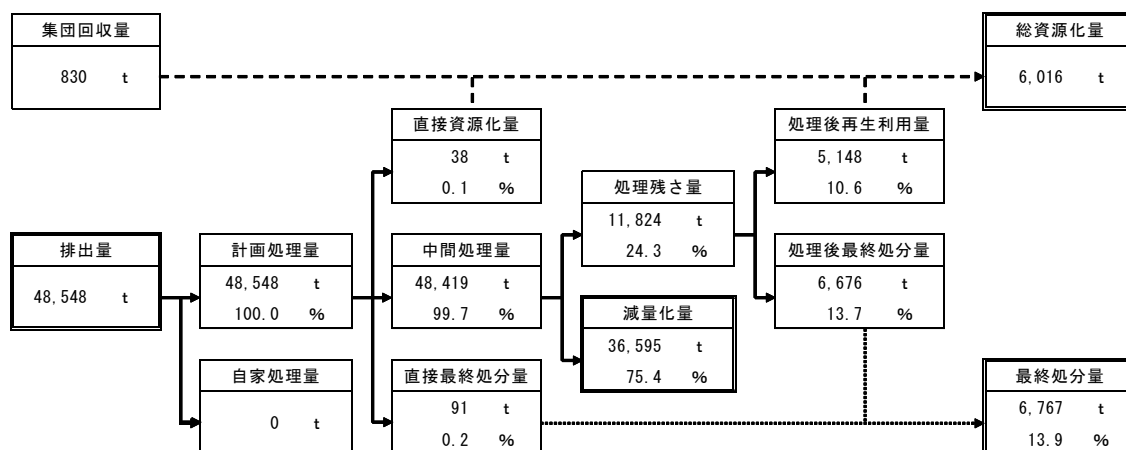 集団回収量
830 t
総資源化量
6,016 t
直接資源化量
38 t
0.1 %
処理後再生利用量
5,148 t
10.6 %
処理残さ量
11,824 t
24.3 %
排出量
48,548 t
計画処理量
48,548 t
100.0 %
中間処理量
48,419 t
99.7 %
処理後最終処分量
6,676 t
13.7 %
減量化量
36,595 t
75.4 %
自家処理量
0 t
直接最終処分量
91 t
0.2 %
最終処分量
6,767 t
13.9 %